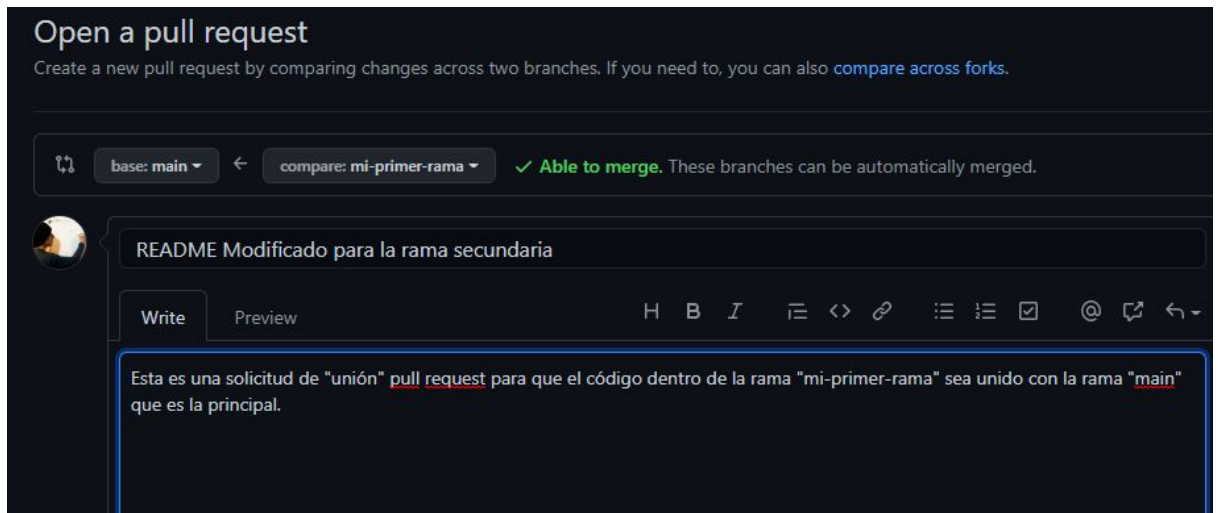 Open a pull request
Create a new pull request by comparing changes across two branches. If you need to, you can also compare across forks.
base: main ← compare: mi-primer-rama ✓ Able to merge. These branches can be automatically merged.
README Modificado para la rama secundaria
Write Preview
Esta es una solicitud de "unión" pull request para que el código dentro de la rama "mi-primer-rama" sea unido con la rama "main"
que es la principal.